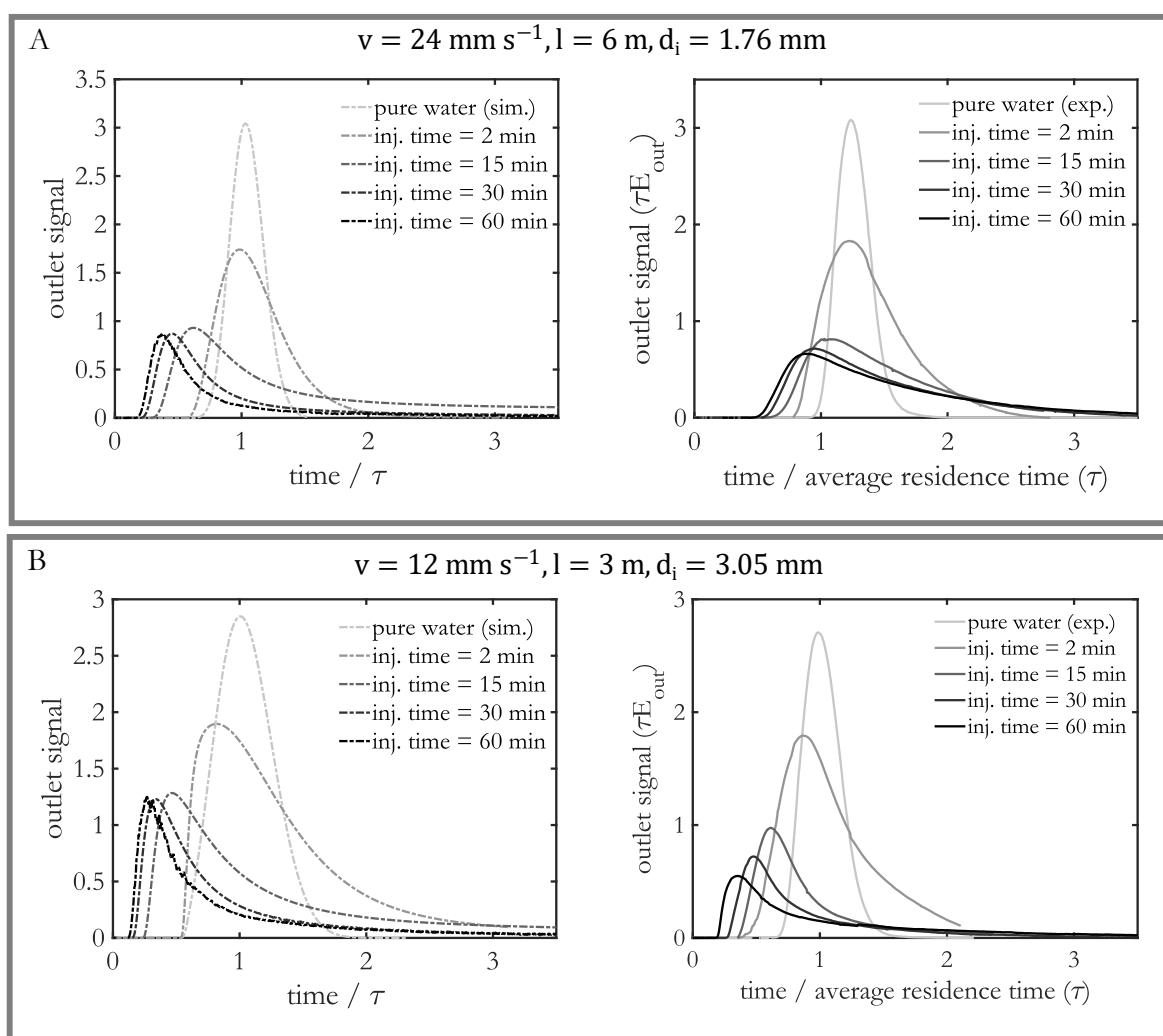 A
v = 24 mm s⁻¹, l = 6 m, dᵢ = 1.76 mm
3.5
3
2.5
2
1.5
1
0.5
0
outlet signal
pure water (sim.)
inj. time = 2 min
inj. time = 15 min
inj. time = 30 min
inj. time = 60 min
0 1 2 3
time / τ
3
2
1
0
outlet signal (τE_out)
pure water (exp.)
inj. time = 2 min
inj. time = 15 min
inj. time = 30 min
inj. time = 60 min
0 1 2 3
time / average residence time (τ)
B
v = 12 mm s⁻¹, l = 3 m, dᵢ = 3.05 mm
3
2.5
2
1.5
1
0.5
0
outlet signal
pure water (sim.)
inj. time = 2 min
inj. time = 15 min
inj. time = 30 min
inj. time = 60 min
0 1 2 3
time / τ
3
2
1
0
outlet signal (τE_out)
pure water (exp.)
inj. time = 2 min
inj. time = 15 min
inj. time = 30 min
inj. time = 60 min
0 1 2 3
time / average residence time (τ)